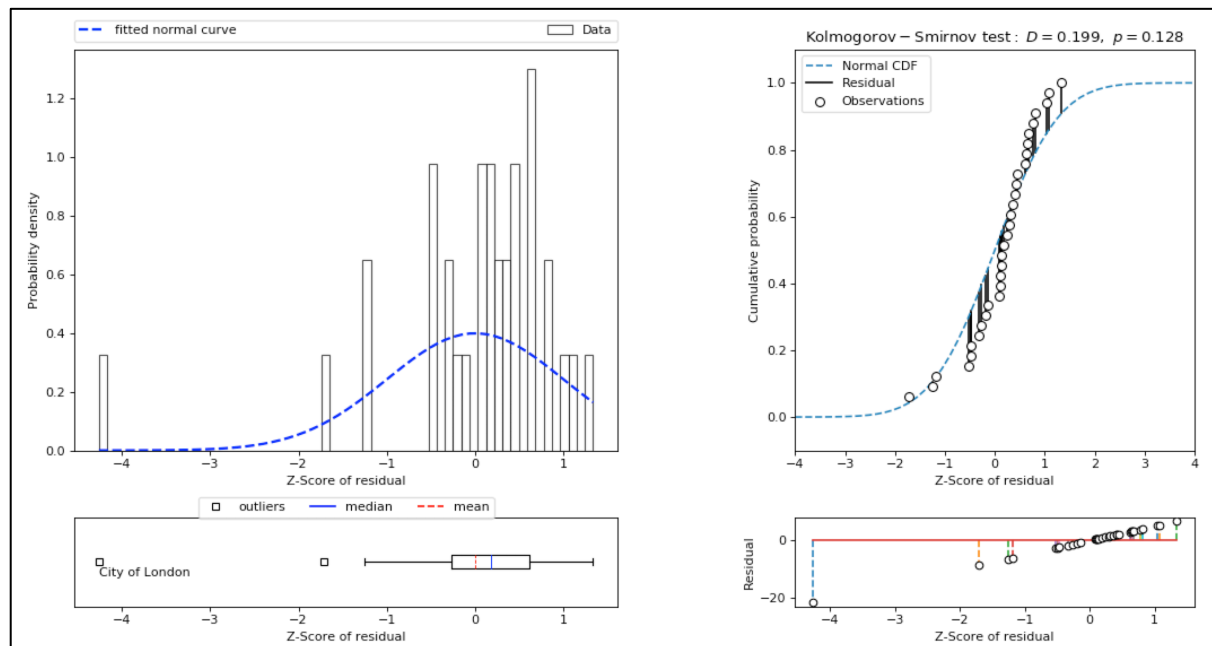 fitted normal curve
Data
1.2
1.0
0.8
0.6
0.4
0.2
0.0
Probability density
−4 −3 −2 −1 0 1
Z-Score of residual
outliers median mean
City of London
−4 −3 −2 −1 0 1
Z-Score of residual
Kolmogorov − Smirnov test : D = 0.199, p = 0.128
Normal CDF
Residual
Observations
1.0
0.8
0.6
0.4
0.2
0.0
Cumulative probability
−4 −3 −2 −1 0 1 2 3 4
Z-Score of residual
0
−20
Residual
−4 −3 −2 −1 0 1
Z-Score of residual